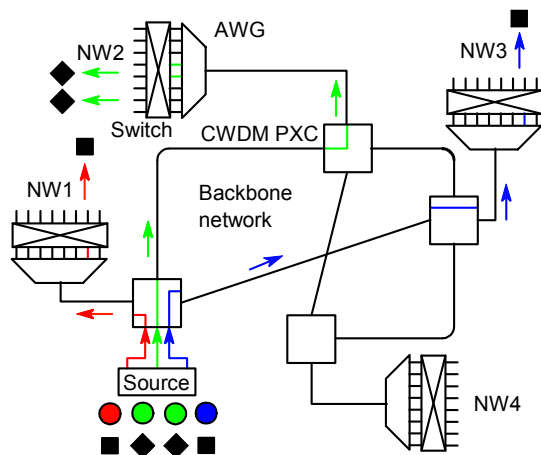 AWG
NW2
NW3
Switch
CWDM PXC
NW1
Backbone
network
Source
NW4